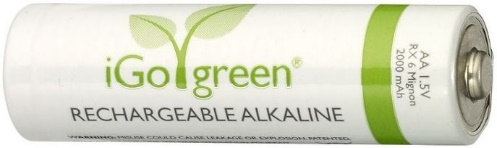 iGo green®
RECHARGEABLE ALKALINE
WARNING: MISUSE COULD CAUSE LEAKAGE OR EXPLOSION.
AA 1.5V
RX 6 Mignon
2000 mAh